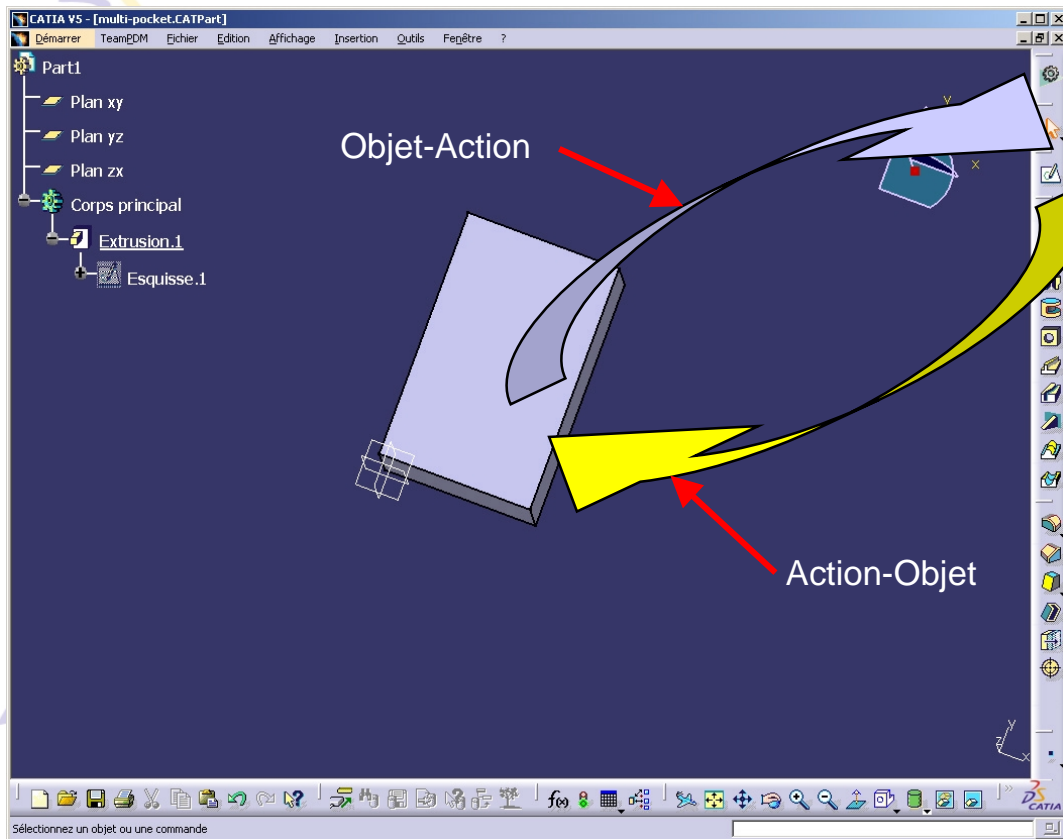 CATIA V5 - [multi-pocket.CATPart]
Démarrer TeamPDM Fichier Edition Affichage Insertion Outils Fenêtre ?
Part1
Plan xy
Plan yz
Plan zx
Corps principal
Extrusion.1
Esquisse.1
Objet-Action
Y
X
Action-Objet
y
z
x
f(x)
CATIA
Sélectionnez un objet ou une commande